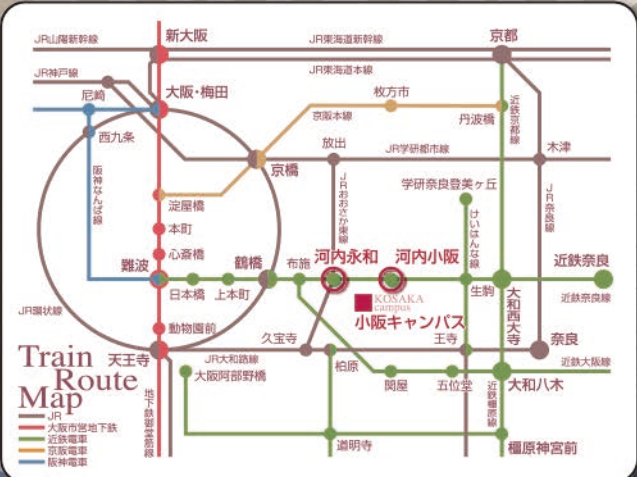 JR山陽新幹線
新大阪
JR東海道新幹線
京都
JR東海道本線
JR神戸線
尼崎
大阪・梅田
枚方市
京阪本線
丹波橋
近鉄京都線
西九条
放出
JR学研都市線
木津
京橋
阪神なんば線
学研奈良登美ヶ丘
JRおおさか東線
けいはんな線
JR奈良線
淀屋橋
本町
心斎橋
難波
鶴橋
布施
河内永和
河内小阪
近鉄奈良
日本橋
上本町
生駒
大和西大寺
近鉄奈良線
KOSAKA
campus
小阪キャンパス
JR環状線
動物園前
久宝寺
王寺
奈良
天王寺
JR大和路線
柏原
近鉄大阪線
大阪阿部野橋
関屋
五位堂
大和八木
地下鉄御堂筋線
近鉄橿原線
道明寺
橿原神宮前
Train
Route
Map
JR
大阪市営地下鉄
近鉄電車
京阪電車
阪神電車